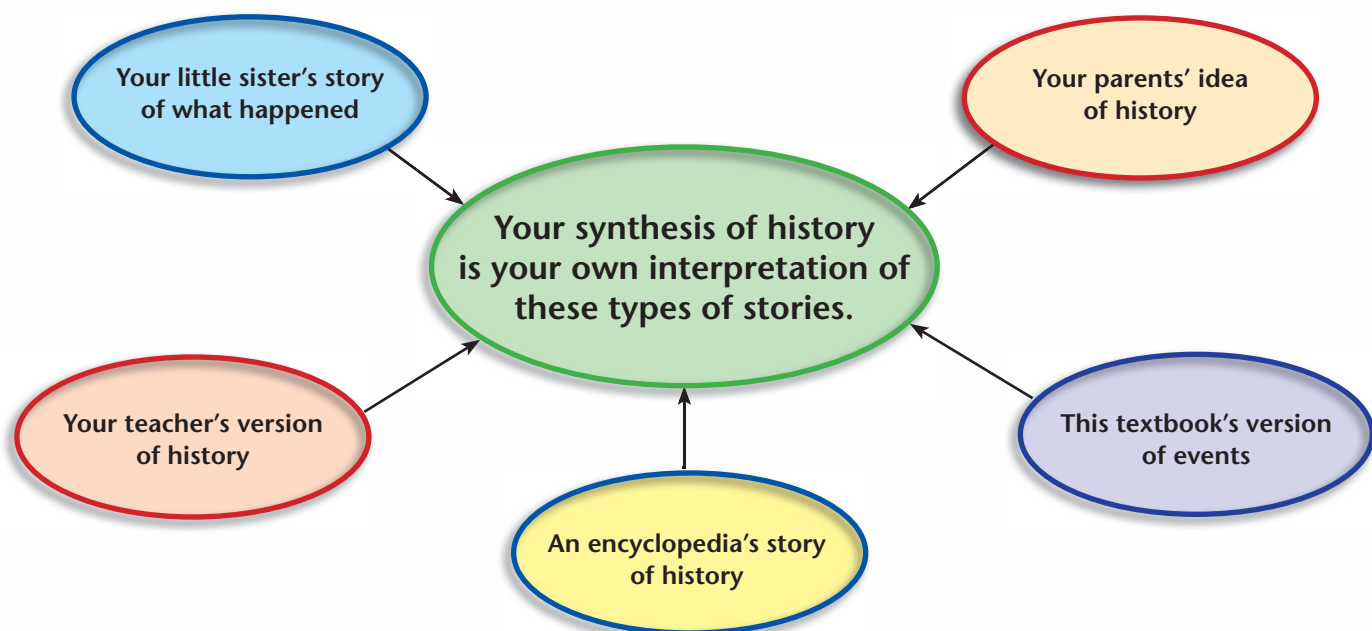 Your little sister’s story
of what happened
Your parents’ idea
of history
Your synthesis of history
is your own interpretation of
these types of stories.
Your teacher’s version
of history
This textbook’s version
of events
An encyclopedia’s story
of history